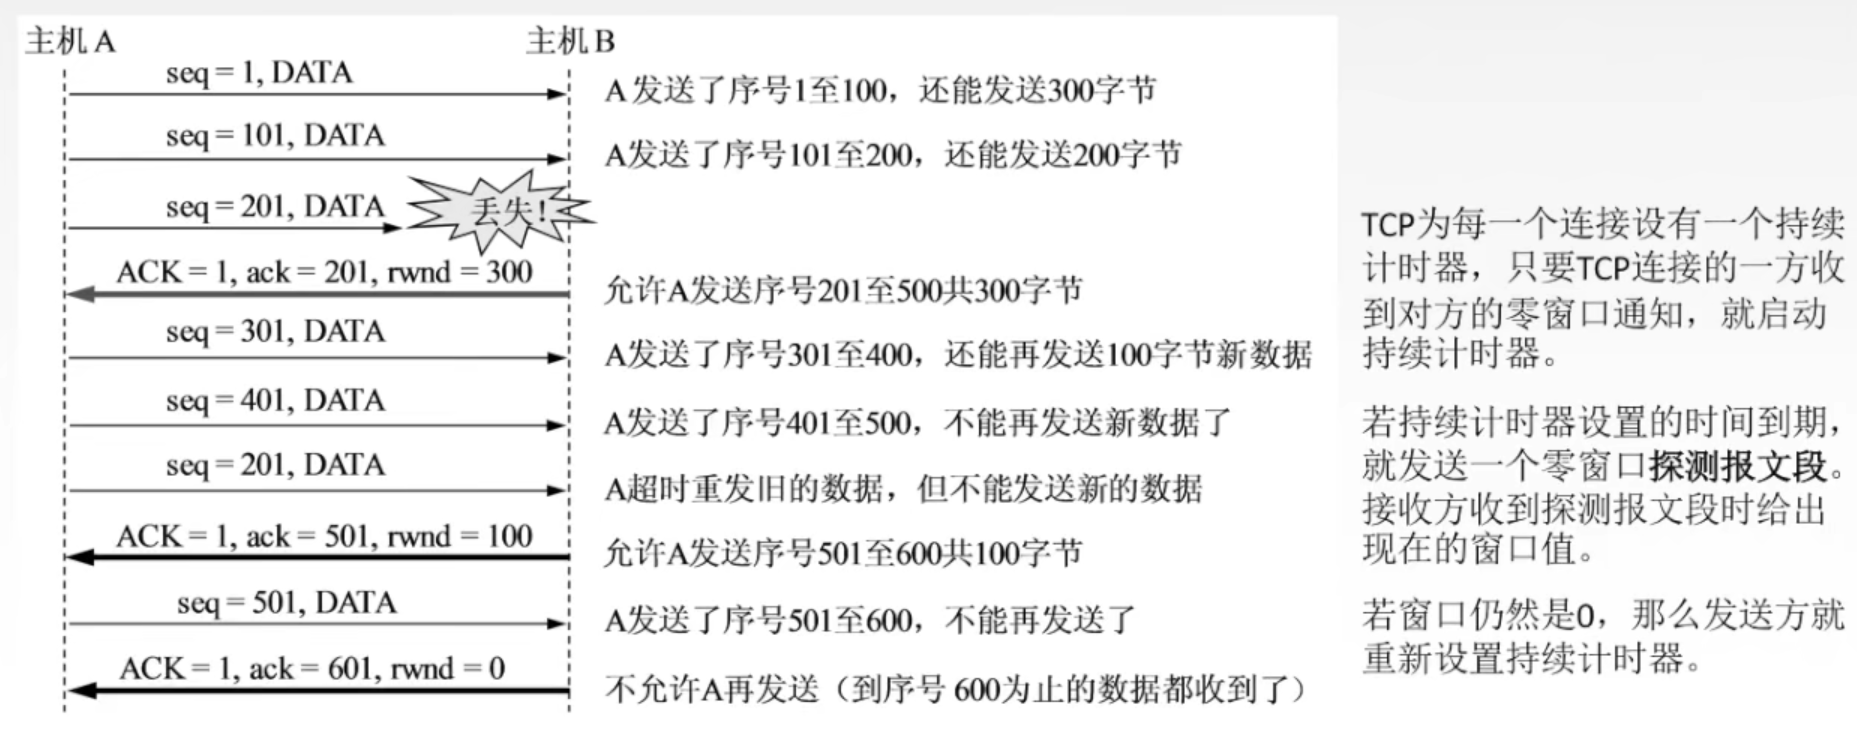 主机 A 主机 B
seq = 1, DATA
A 发送了序号1至100，还能发送300字节
seq = 101, DATA
A发送了序号101至200，还能发送200字节
seq = 201, DATA
丢失!
ACK = 1, ack = 201, rwnd = 300
允许A发送序号201至500共300字节
seq = 301, DATA
A发送了序号301至400，还能再发送100字节新数据
seq = 401, DATA
A发送了序号401至500，不能再发送新数据了
seq = 201, DATA
A超时重发旧的数据，但不能发送新的数据
ACK = 1, ack = 501, rwnd = 100
允许A发送序号501至600共100字节
seq = 501, DATA
A发送了序号501至600，不能再发送了
ACK = 1, ack = 601, rwnd = 0
不允许A再发送（到序号 600为止的数据都收到了）
TCP为每一个连接设有一个持续
计时器，只要TCP连接的一方收
到对方的零窗口通知，就启动
持续计时器。
若持续计时器设置的时间到期，
就发送一个零窗口探测报文段。
接收方收到探测报文段时给出
现在的窗口值。
若窗口仍然是0，那么发送方就
重新设置持续计时器。